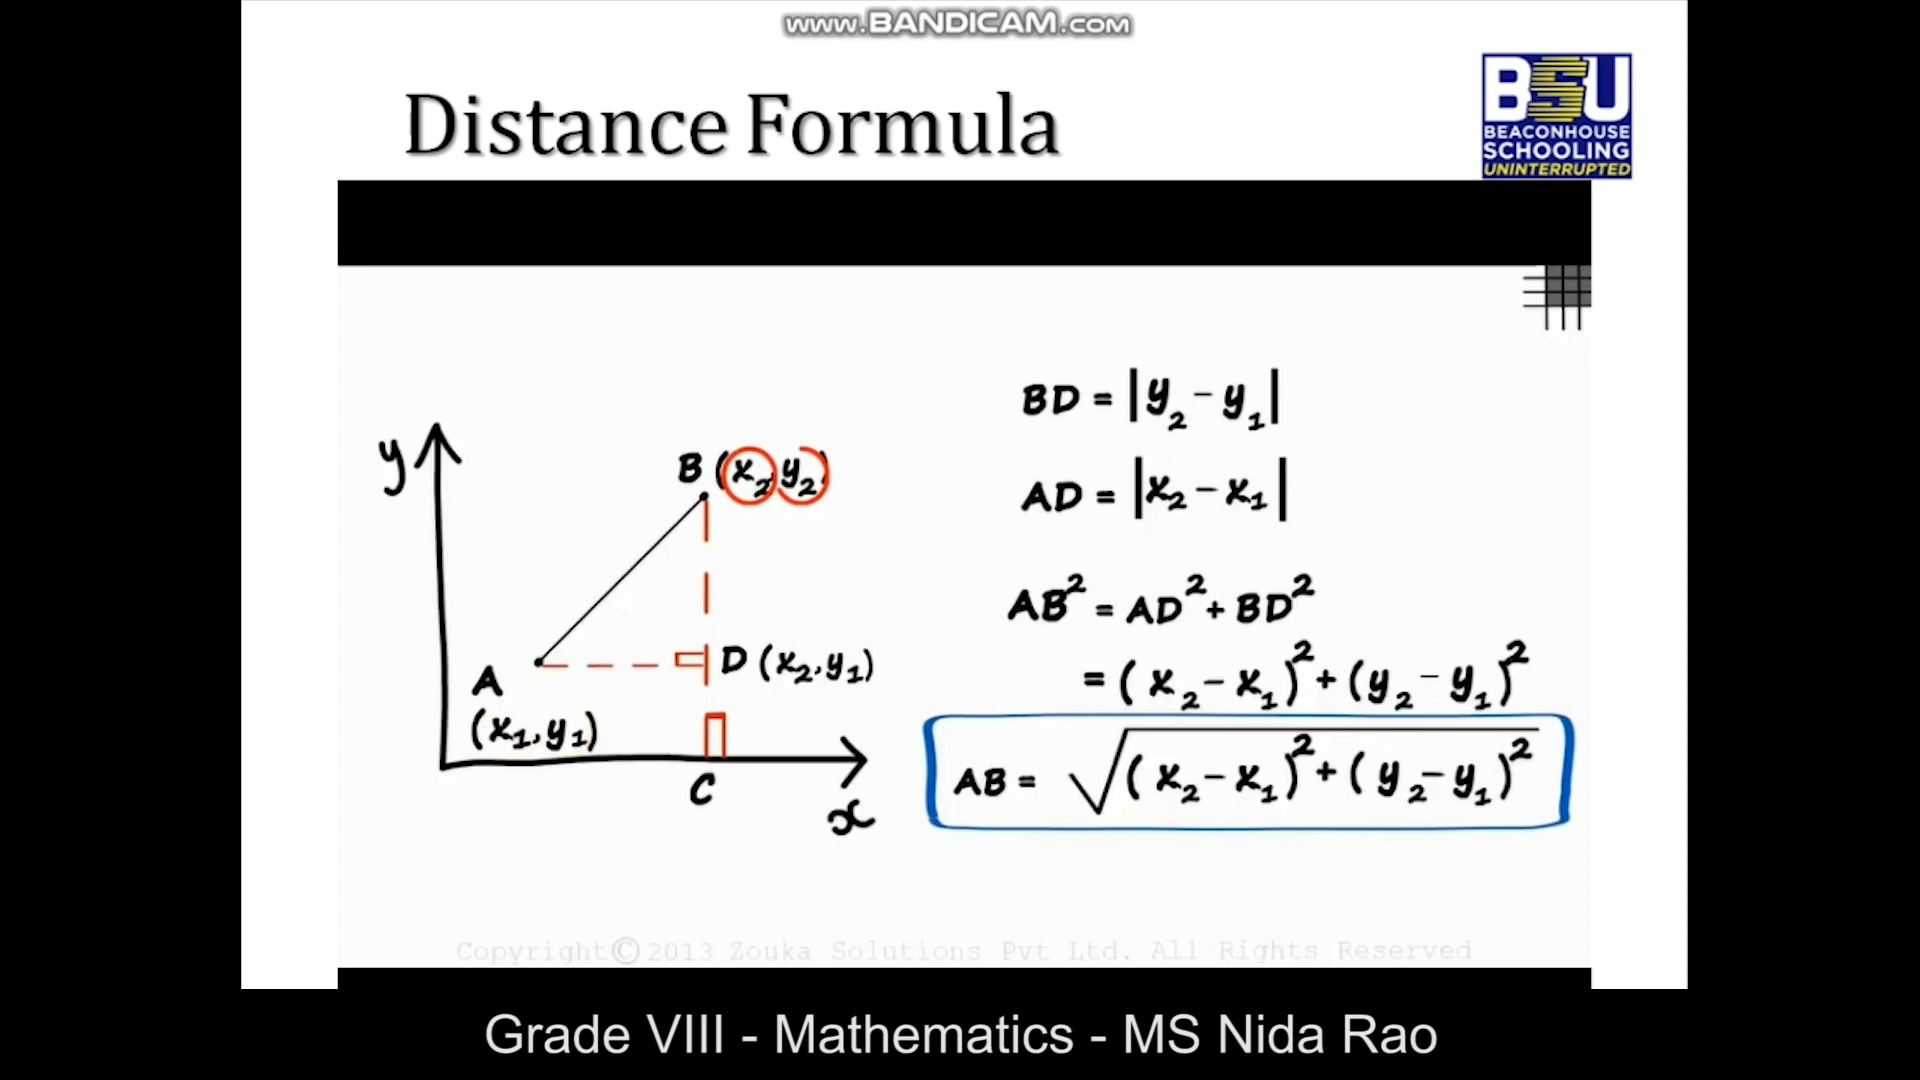 www.BANDICAM.com
Distance Formula
BSU
BEACONHOUSE
SCHOOLING
UNINTERRUPTED
BD = |y₂ - y₁|
AD = |x₂ - x₁|
AB² = AD² + BD²
= (x₂ - x₁)² + (y₂ - y₁)²
AB = √(x₂ - x₁)² + (y₂ - y₁)²
y
B (x₂, y₂)
D (x₂, y₁)
A
(x₁, y₁)
C
x
Copyright © 2013 Zouka Solutions Pvt Ltd. All Rights Reserved
Grade VIII - Mathematics - MS Nida Rao